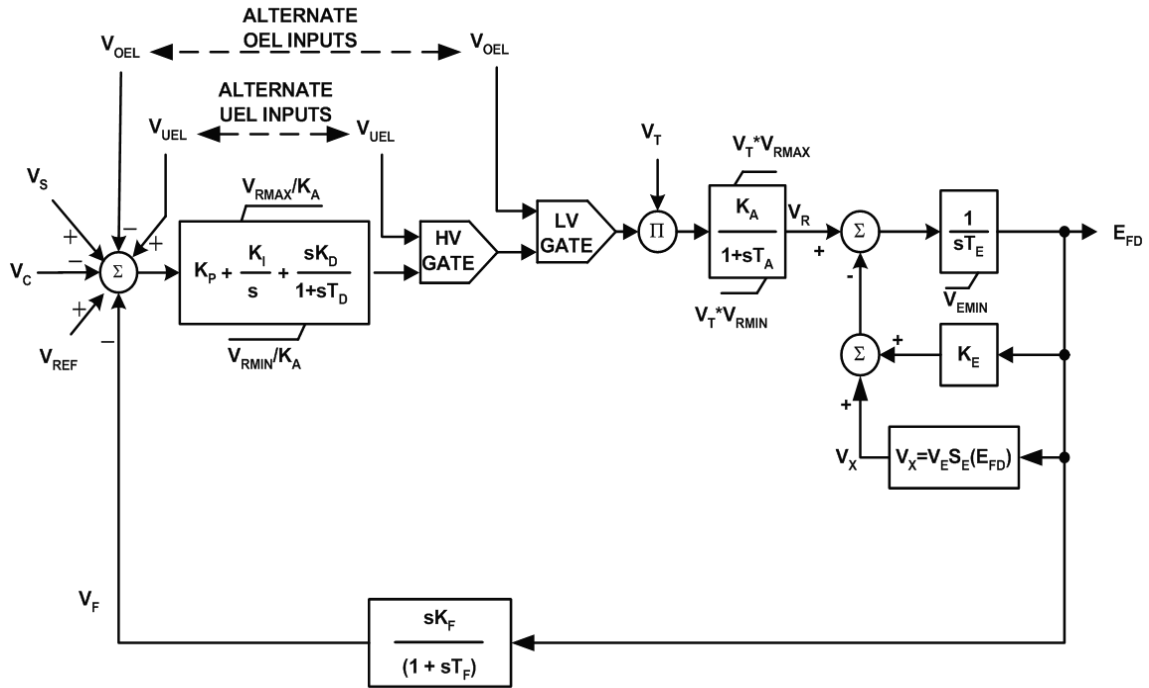 ALTERNATE
OEL INPUTS
V_OEL
V_OEL
ALTERNATE
UEL INPUTS
V_UEL
V_UEL
V_S
V_C
V_REF
+
−
+
−
+
−
Σ
V_RMAX/K_A
K_P + K_I/s + sK_D/1+sT_D
V_RMIN/K_A
HV
GATE
LV
GATE
V_T
Π
V_T*V_RMAX
K_A
1+sT_A
V_T*V_RMIN
V_R
+
Σ
-
1
sT_E
V_EMIN
E_FD
Σ
+
+
K_E
V_X
V_X=V_ES_E(E_FD)
V_F
sK_F
(1 + sT_F)